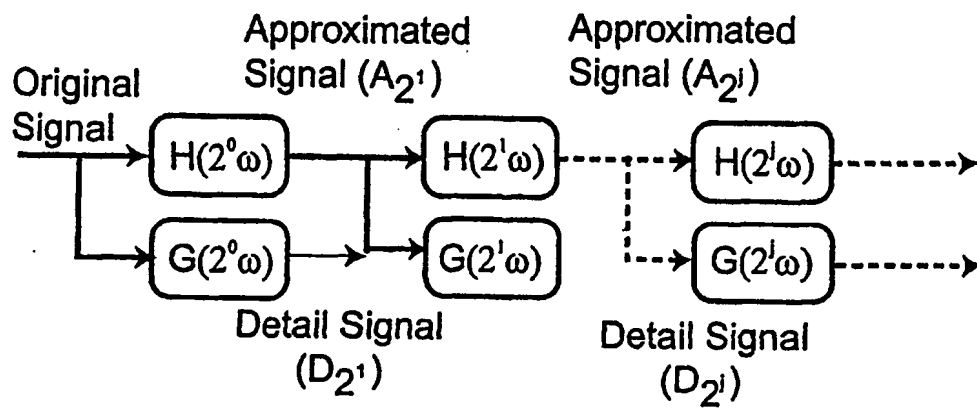 Approximated
Signal (A₂¹)
Approximated
Signal (A₂ʲ)
Original
Signal
H(2⁰ω)
H(2¹ω)
H(2ʲω)
G(2⁰ω)
G(2¹ω)
G(2ʲω)
Detail Signal
(D₂¹)
Detail Signal
(D₂ʲ)